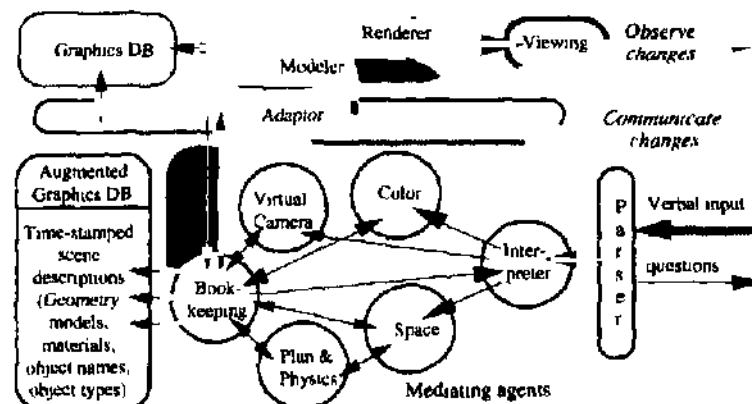 Graphics DB
Renderer
Modeler
Viewing
Observe
changes
Adaptor
Communicate
changes
Augmented
Graphics DB
Time-stamped
scene
descriptions
(Geometry
models,
materials,
object names,
object types)
Virtual
Camera
Color
Inter-
preter
Book-
keeping
Space
Plan &
Physics
Mediating agents
Parser
Verbal input
questions